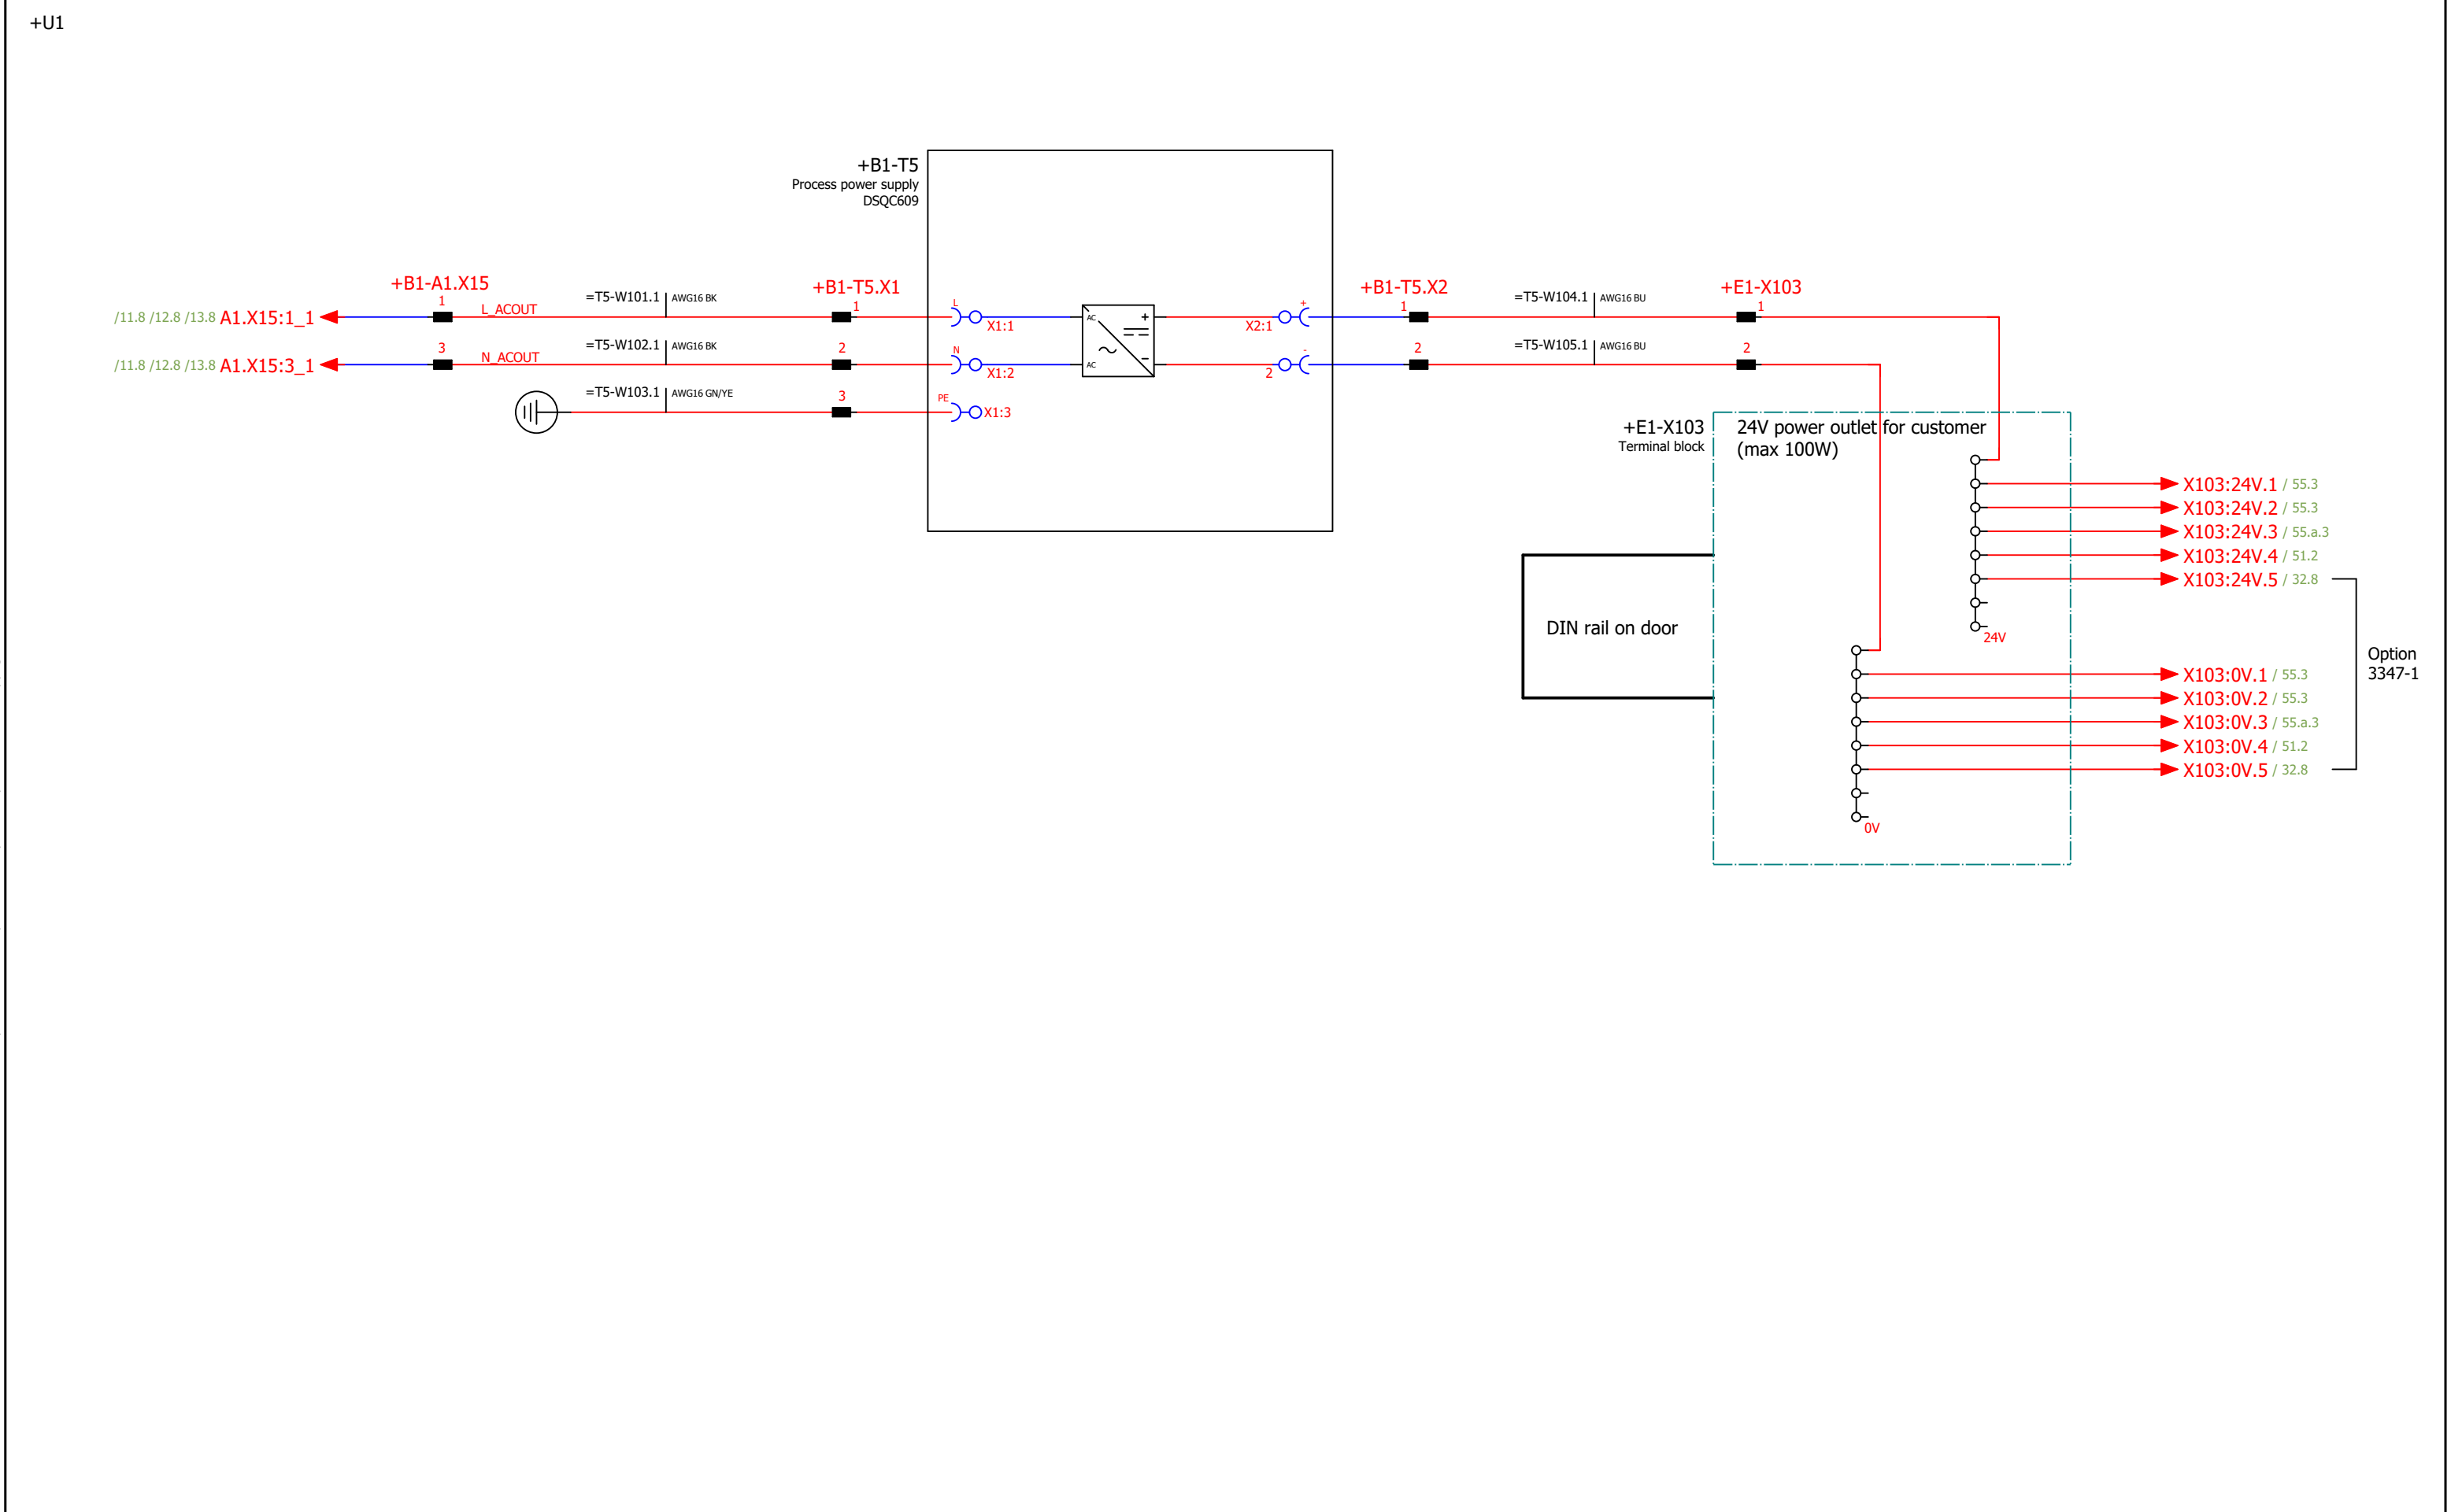 +U1
+B1-T5
Process power supply
DSQC609
+B1-A1.X15
+B1-T5.X1
+B1-T5.X2
+E1-X103
/11.8 /12.8 /13.8 A1.X15:1_1
1
L_ACOUT
=T5-W101.1 AWG16 BK
1
L
X1:1
AC
+
X2:1
+
1
=T5-W104.1 AWG16 BU
1
/11.8 /12.8 /13.8 A1.X15:3_1
3
N_ACOUT
=T5-W102.1 AWG16 BK
2
N
X1:2
AC
-
2
-
2
=T5-W105.1 AWG16 BU
2
=T5-W103.1 AWG16 GN/YE
3
PE
X1:3
+E1-X103
Terminal block
24V power outlet for customer
(max 100W)
X103:24V.1 / 55.3
X103:24V.2 / 55.3
X103:24V.3 / 55.a.3
X103:24V.4 / 51.2
X103:24V.5 / 32.8
24V
DIN rail on door
Option
3347-1
X103:0V.1 / 55.3
X103:0V.2 / 55.3
X103:0V.3 / 55.a.3
X103:0V.4 / 51.2
X103:0V.5 / 32.8
0V